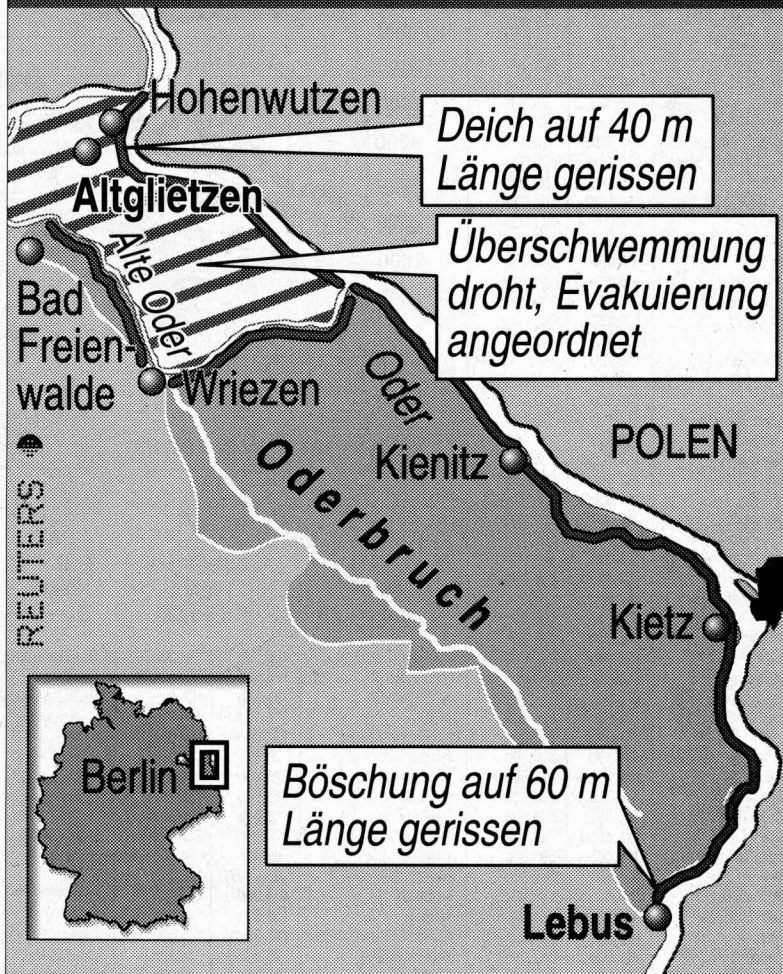 Hohenwutzen
Deich auf 40 m
Länge gerissen
Altglietzen
Alte Oder
Überschwemmung
droht, Evakuierung
angeordnet
Bad
Freien-
walde
Wriezen
Oder
Kienitz
POLEN
Oderbruch
REUTERS
Kietz
Berlin
Böschung auf 60 m
Länge gerissen
Lebus